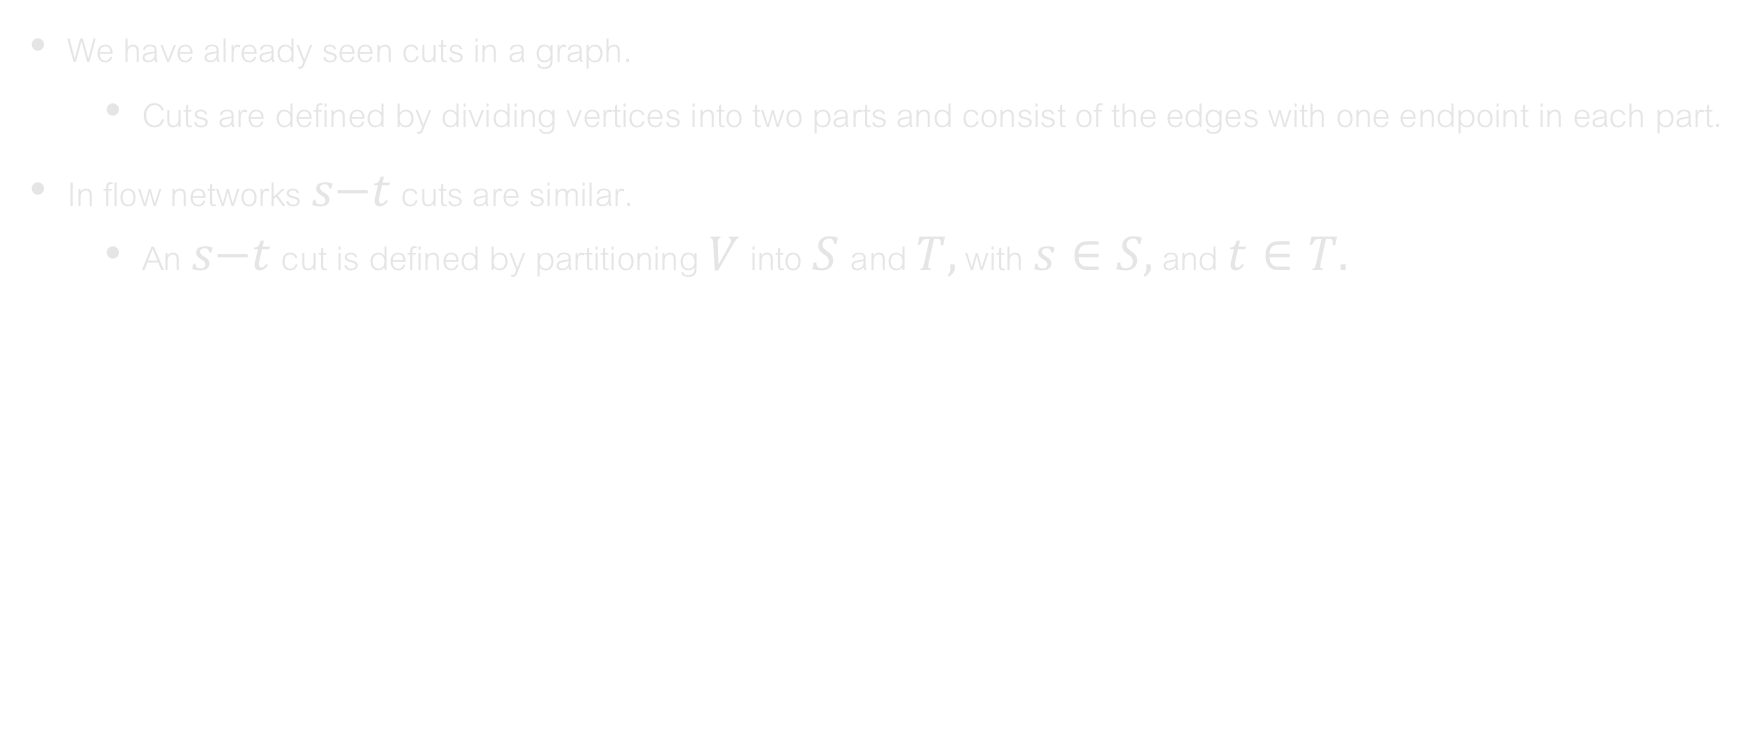 • We have already seen cuts in a graph.
• Cuts are defined by dividing vertices into two parts and consist of the edges with one endpoint in each part.
• In flow networks s—t cuts are similar.
• An s—t cut is defined by partitioning V into S and T, with s ∈ S, and t ∈ T.